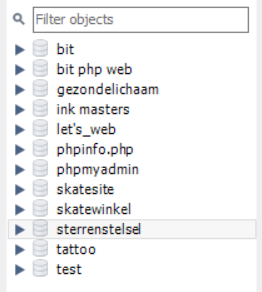 Filter objects
bit
bit php web
gezondelichaam
ink masters
let's_web
phpinfo.php
phpmyadmin
skatesite
skatewinkel
sterrenstelsel
tattoo
test